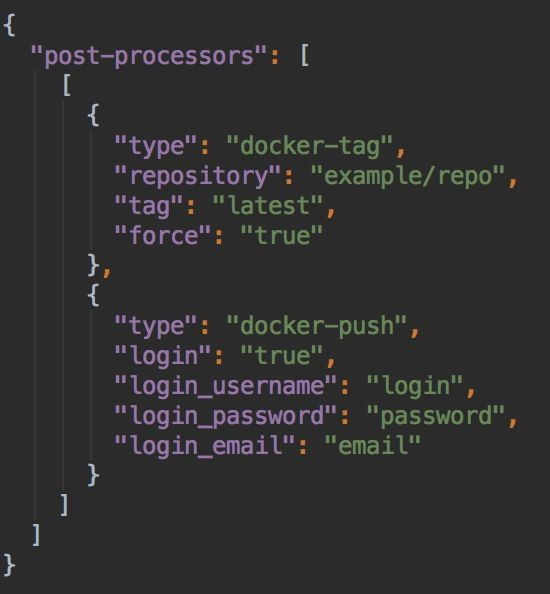 {
  "post-processors": [
    [
      {
        "type": "docker-tag",
        "repository": "example/repo",
        "tag": "latest",
        "force": "true"
      },
      {
        "type": "docker-push",
        "login": "true",
        "login_username": "login",
        "login_password": "password",
        "login_email": "email"
      }
    ]
  ]
}